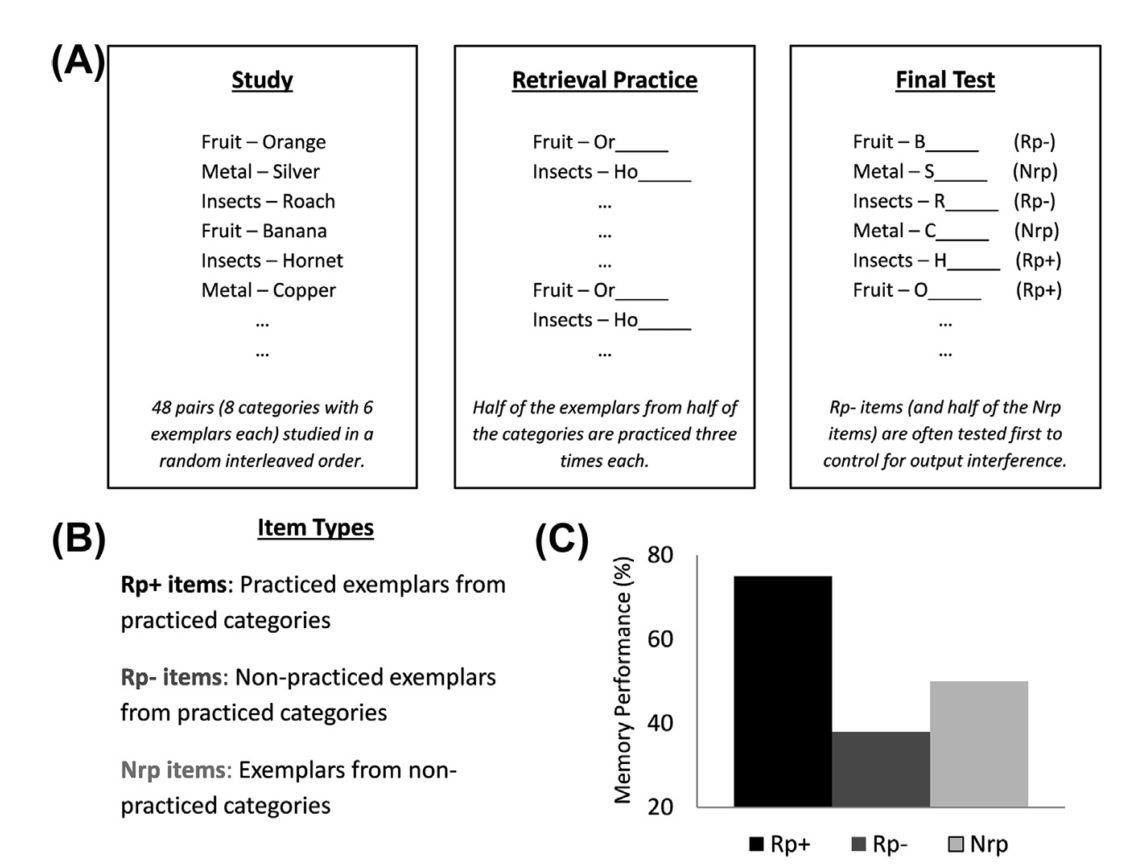 (A)
Study
Fruit – Orange
Metal – Silver
Insects – Roach
Fruit – Banana
Insects – Hornet
Metal – Copper
...
...
48 pairs (8 categories with 6
exemplars each) studied in a
random interleaved order.
Retrieval Practice
Fruit – Or_____
Insects – Ho_____
...
...
...
Fruit – Or_____
Insects – Ho_____
...
Half of the exemplars from half of
the categories are practiced three
times each.
Final Test
Fruit – B_____ (Rp-)
Metal – S_____ (Nrp)
Insects – R_____ (Rp-)
Metal – C_____ (Nrp)
Insects – H_____ (Rp+)
Fruit – O_____ (Rp+)
...
...
Rp- items (and half of the Nrp
items) are often tested first to
control for output interference.
(B)
Item Types
Rp+ items: Practiced exemplars from
practiced categories
Rp- items: Non-practiced exemplars
from practiced categories
Nrp items: Exemplars from non-
practiced categories
(C)
Memory Performance (%)
80
60
40
20
Rp+ Rp- Nrp